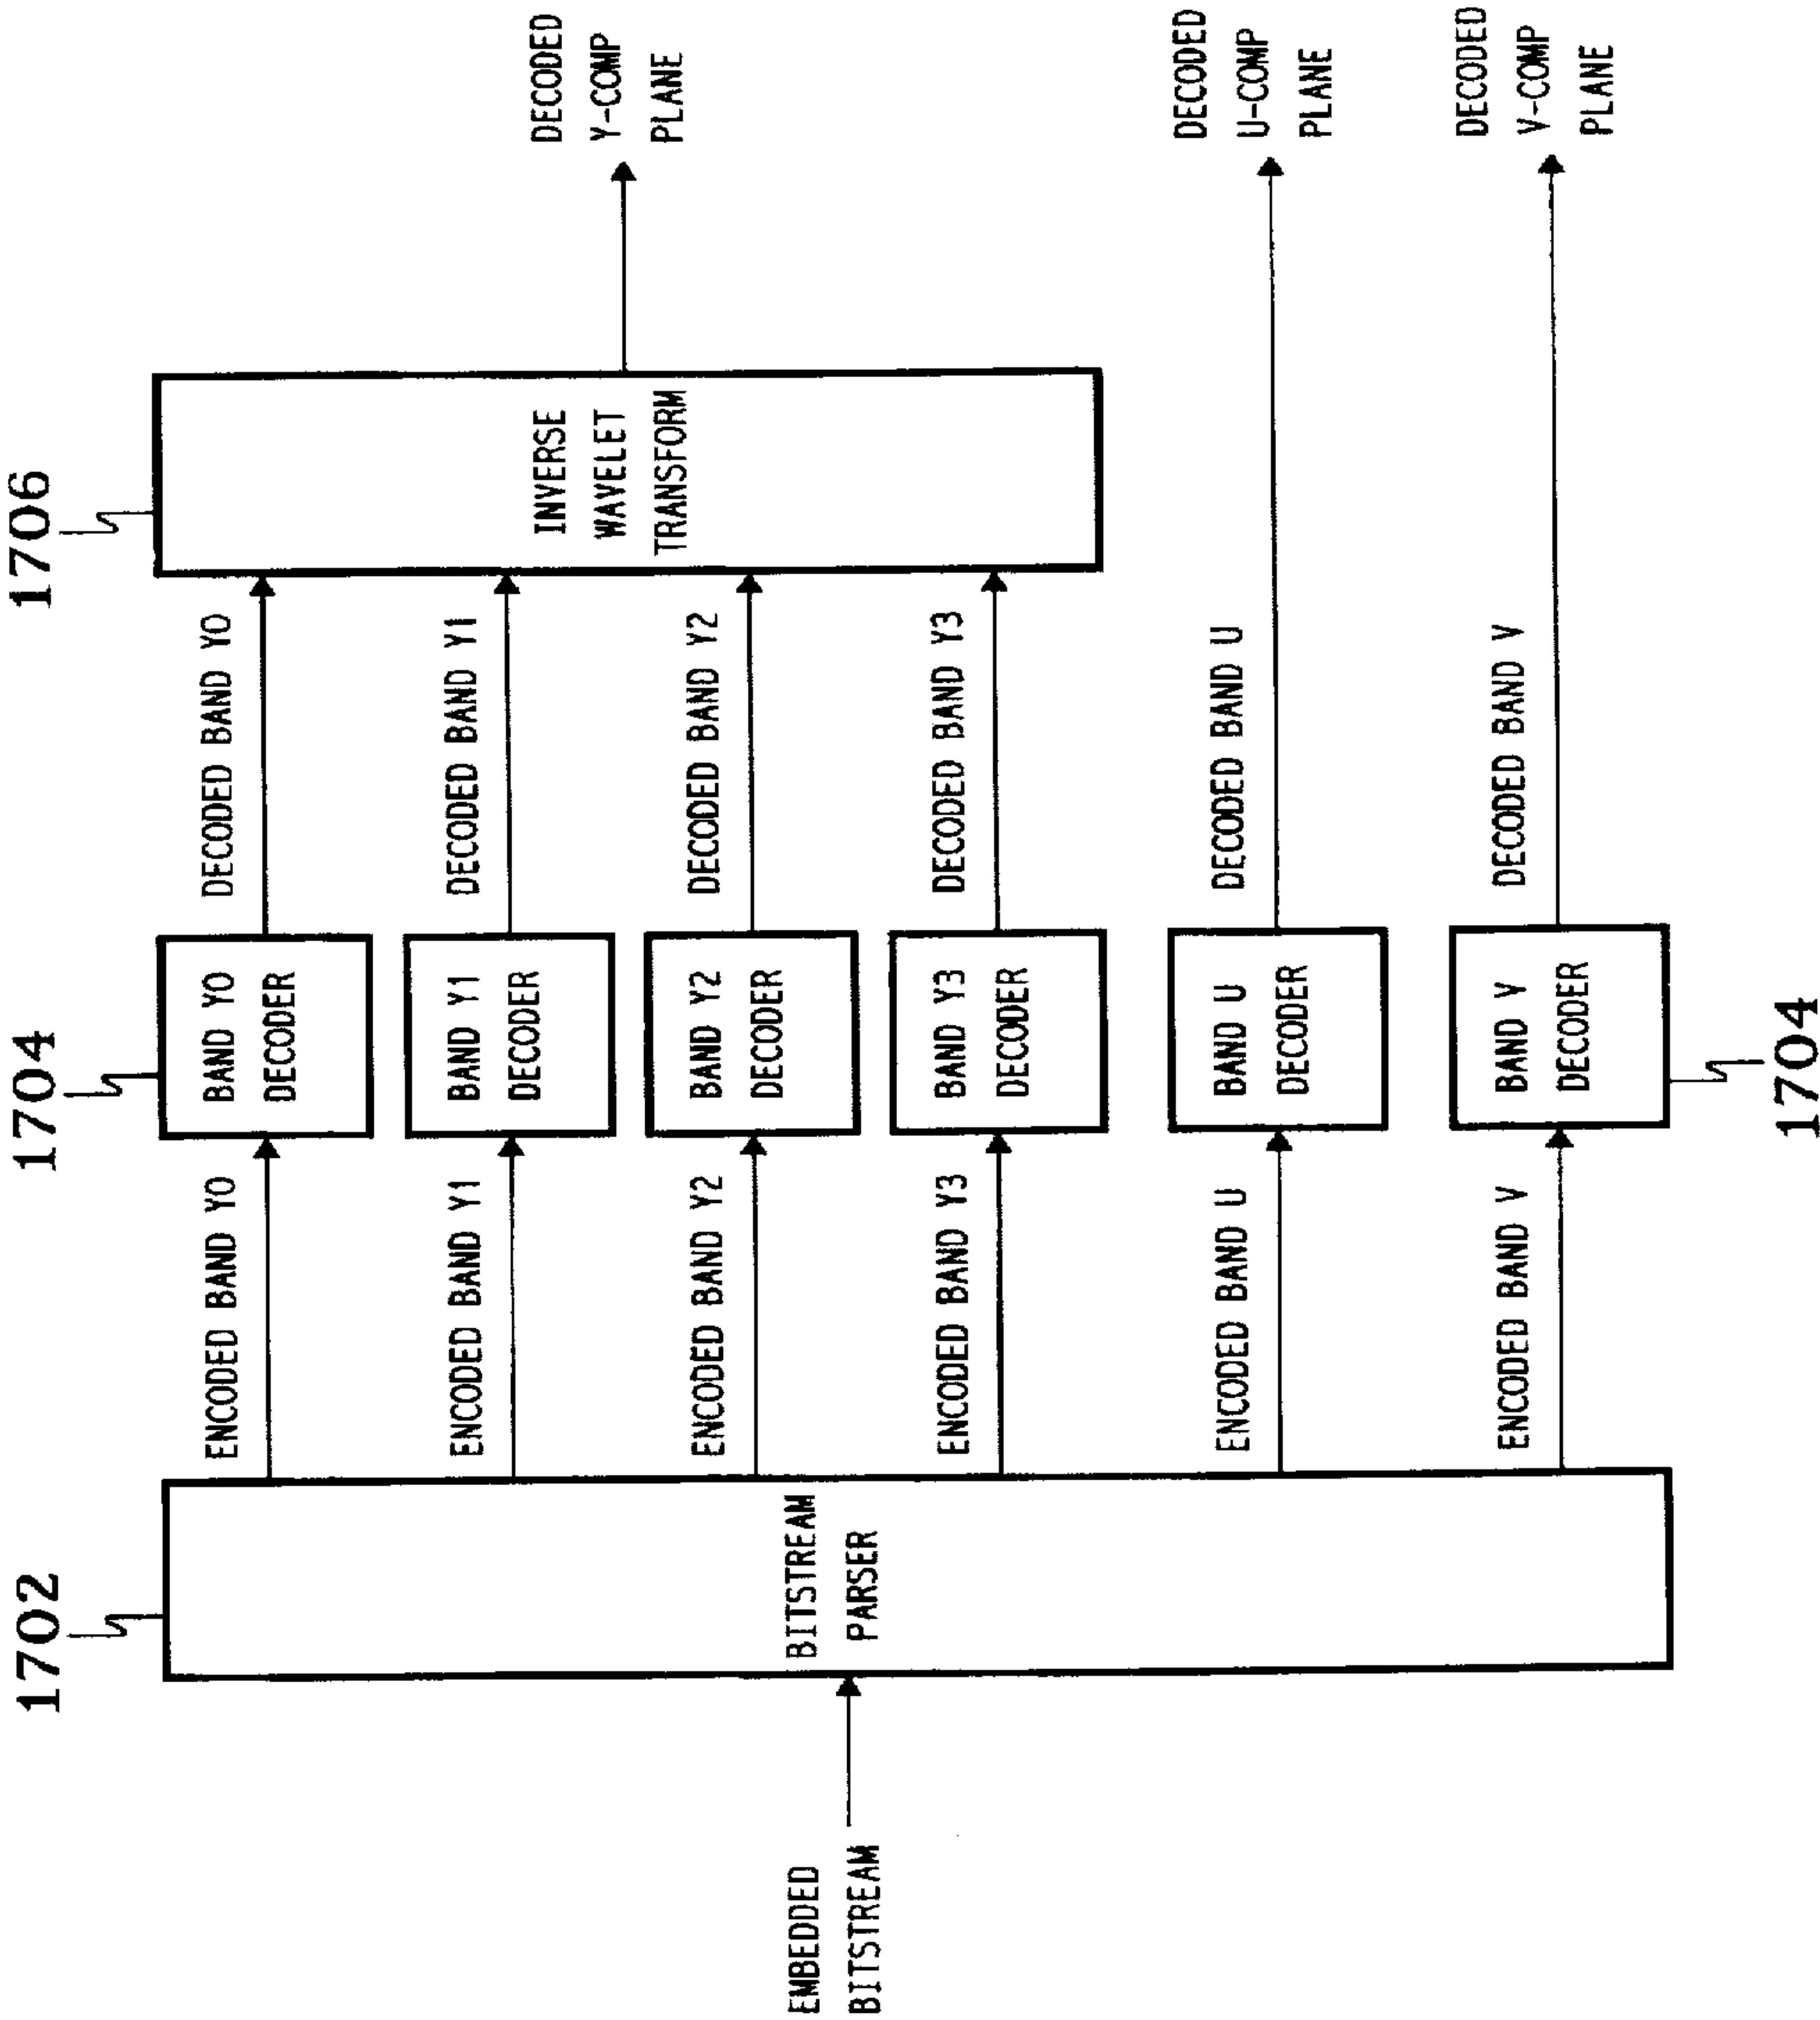 1702
1704
1706
EMBEDDED
BITSTREAM
BITSTREAM
PARSER
ENCODED BAND Y0
ENCODED BAND Y1
ENCODED BAND Y2
ENCODED BAND Y3
ENCODED BAND U
ENCODED BAND V
BAND Y0
DECODER
BAND Y1
DECODER
BAND Y2
DECODER
BAND Y3
DECODER
BAND U
DECODER
BAND V
DECODER
DECODED BAND Y0
DECODED BAND Y1
DECODED BAND Y2
DECODED BAND Y3
DECODED BAND U
DECODED BAND V
INVERSE
WAVELET
TRANSFORM
DECODED
Y-COMP
PLANE
DECODED
U-COMP
PLANE
DECODED
V-COMP
PLANE
1704